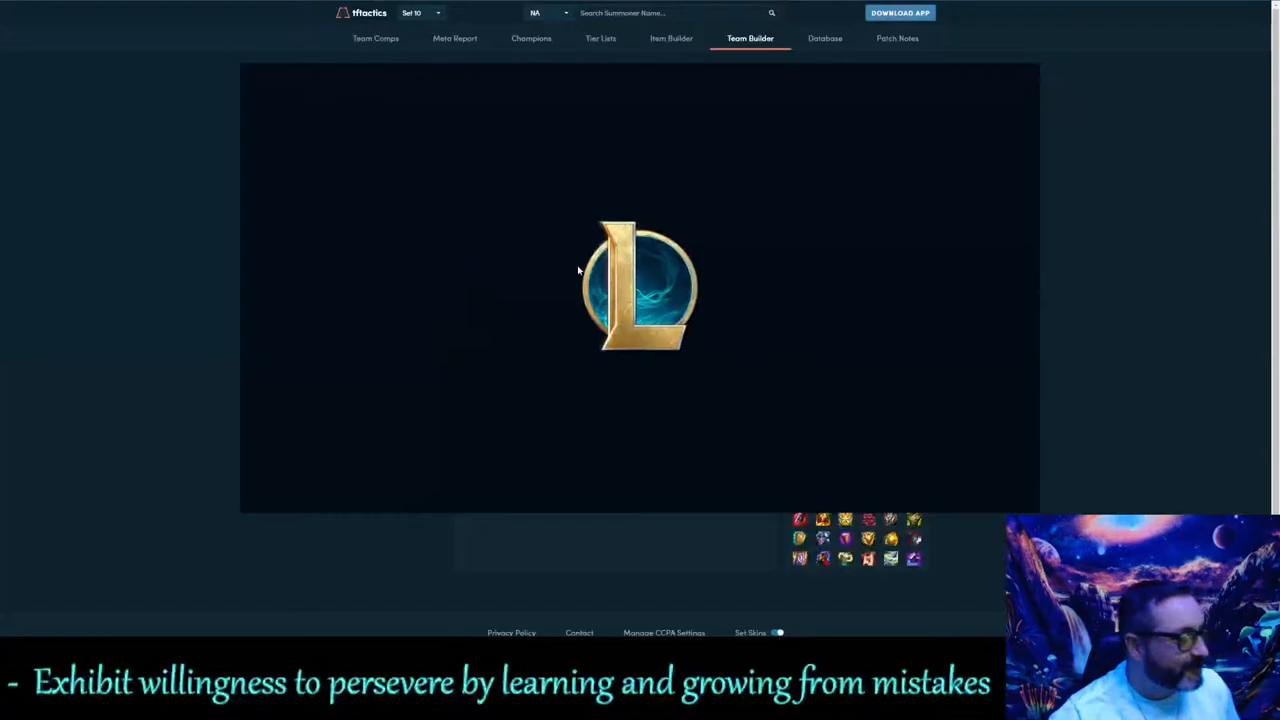 tftactics Set 10 NA Search Summoner Name... DOWNLOAD APP
Team Comps Meta Report Champions Tier Lists Item Builder Team Builder Database Patch Notes
L
Privacy Policy Contact Manage CCPA Settings Set Skins
- Exhibit willingness to persevere by learning and growing from mistakes